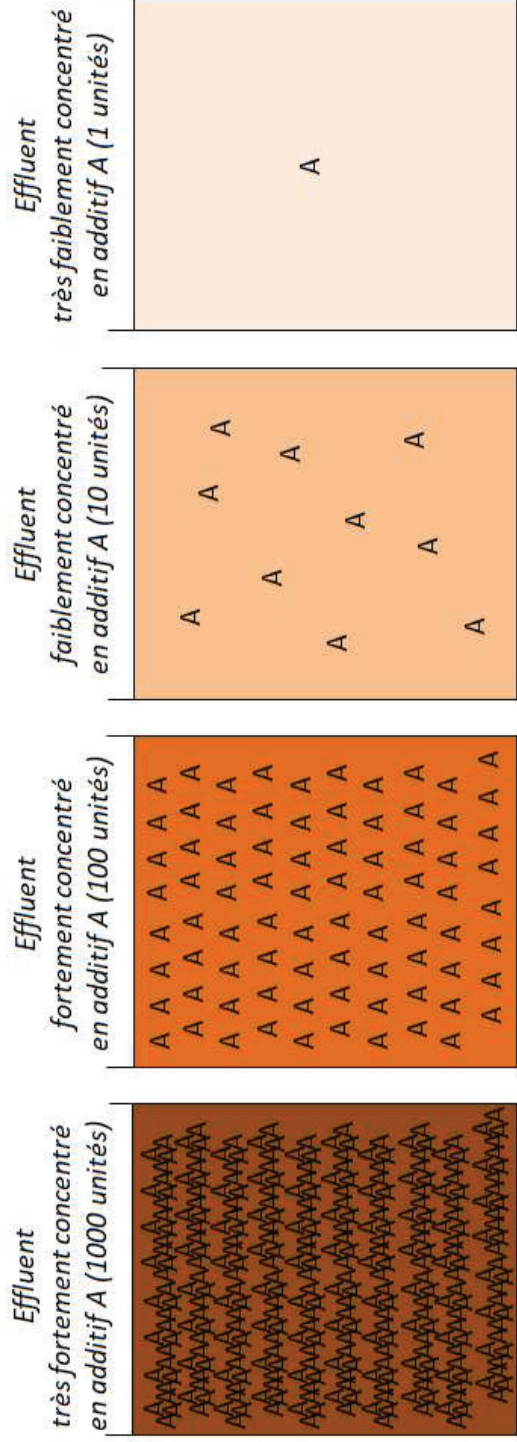 Effluent
très fortement concentré
en additif A (1000 unités)
Effluent
fortement concentré
en additif A (100 unités)
A A A A A A A A
A A A A A A A A
A A A A A A A A
A A A A A A A A
A A A A A A A A
A A A A A A A A
A A A A A A A A
A A A A A A A A
A A A A A A A A
A A A A A A A A
Effluent
faiblement concentré
en additif A (10 unités)
A
A
A
A
A
A
A
A
A
A
Effluent
très faiblement concentré
en additif A (1 unités)
A